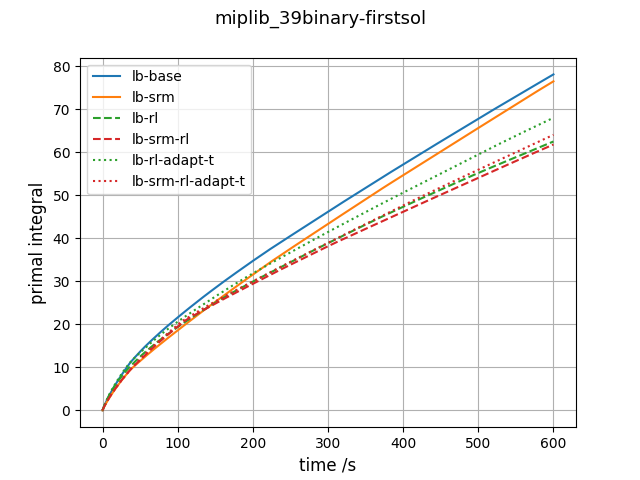 miplib_39binary-firstsol
lb-base
lb-srm
lb-rl
lb-srm-rl
lb-rl-adapt-t
lb-srm-rl-adapt-t
primal integral
80
70
60
50
40
30
20
10
0
0 100 200 300 400 500 600
time /s